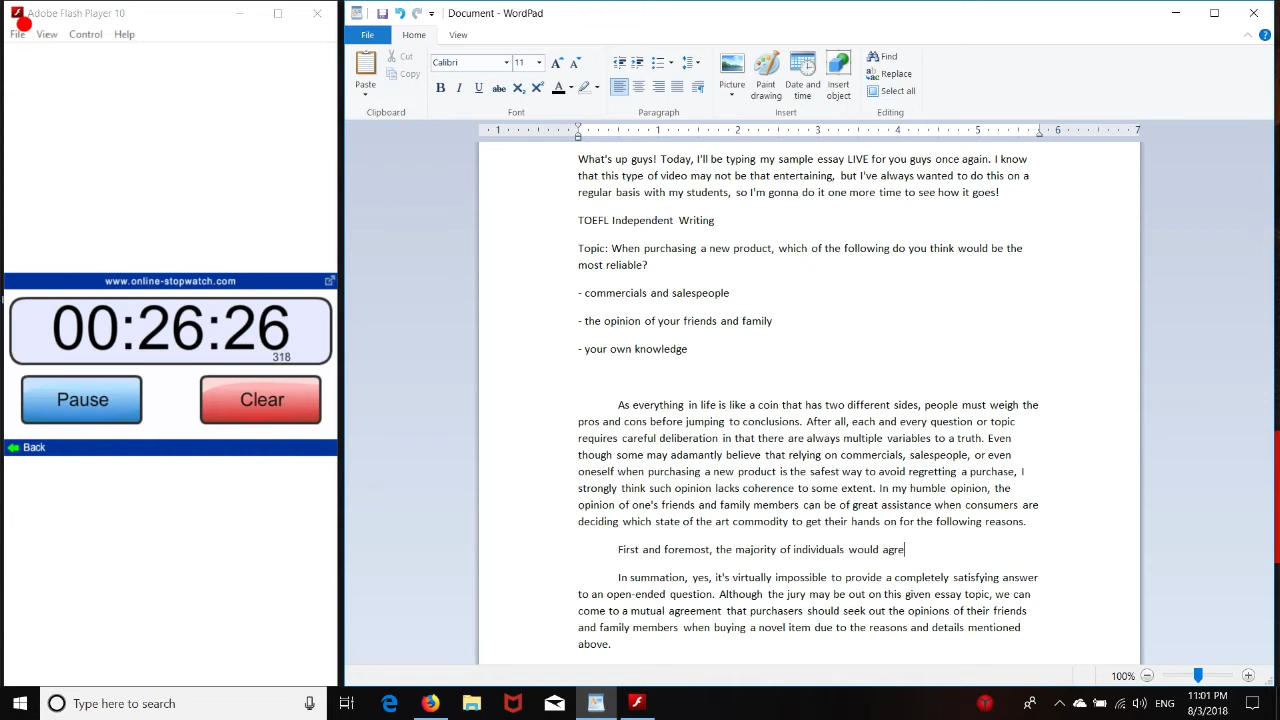 Adobe Flash Player 10
File View Control Help
www.online-stopwatch.com
00:26:26
318
Pause Clear
Back
Document - WordPad
File Home View
Paste
Cut
Copy
Clipboard
Calibri 11
Font
Paragraph
Picture
Paint drawing
Date and time
Insert object
Insert
Find
Replace
Select all
Editing
1 1 2 3 4 5 6 7
What's up guys! Today, I'll be typing my sample essay LIVE for you guys once again. I know
that this type of video may not be that entertaining, but I've always wanted to do this on a
regular basis with my students, so I'm gonna do it one more time to see how it goes!
TOEFL Independent Writing
Topic: When purchasing a new product, which of the following do you think would be the
most reliable?
- commercials and salespeople
- the opinion of your friends and family
- your own knowledge
As everything in life is like a coin that has two different sides, people must weigh the
pros and cons before jumping to conclusions. After all, each and every question or topic
requires careful deliberation in that there are always multiple variables to a truth. Even
though some may adamantly believe that relying on commercials, salespeople, or even
oneself when purchasing a new product is the safest way to avoid regretting a purchase, I
strongly think such opinion lacks coherence to some extent. In my humble opinion, the
opinion of one's friends and family members can be of great assistance when consumers are
deciding which state of the art commodity to get their hands on for the following reasons.
First and foremost, the majority of individuals would agre
In summation, yes, it's virtually impossible to provide a completely satisfying answer
to an open-ended question. Although the jury may be out on this given essay topic, we can
come to a mutual agreement that purchasers should seek out the opinions of their friends
and family members when buying a novel item due to the reasons and details mentioned
above.
100%
Type here to search
ENG
11:01 PM
8/3/2018